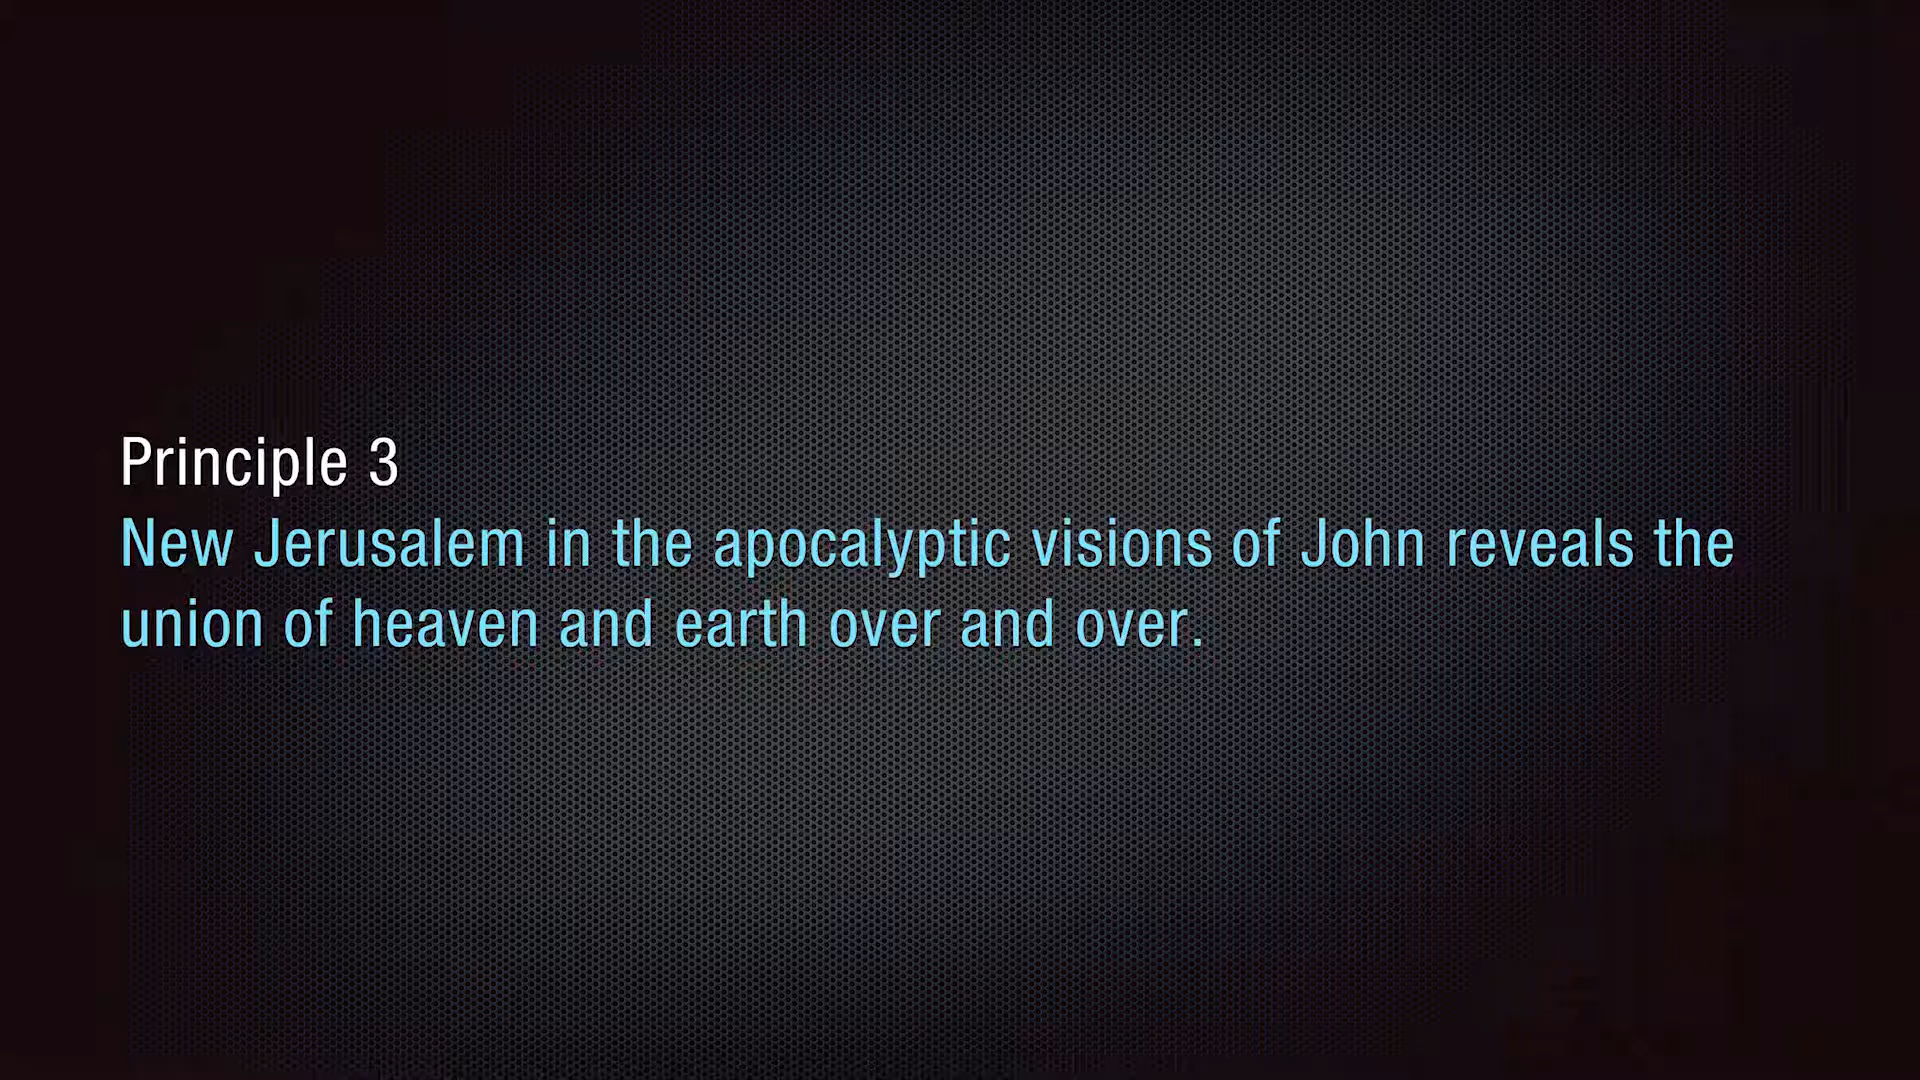 Principle 3
New Jerusalem in the apocalyptic visions of John reveals the
union of heaven and earth over and over.